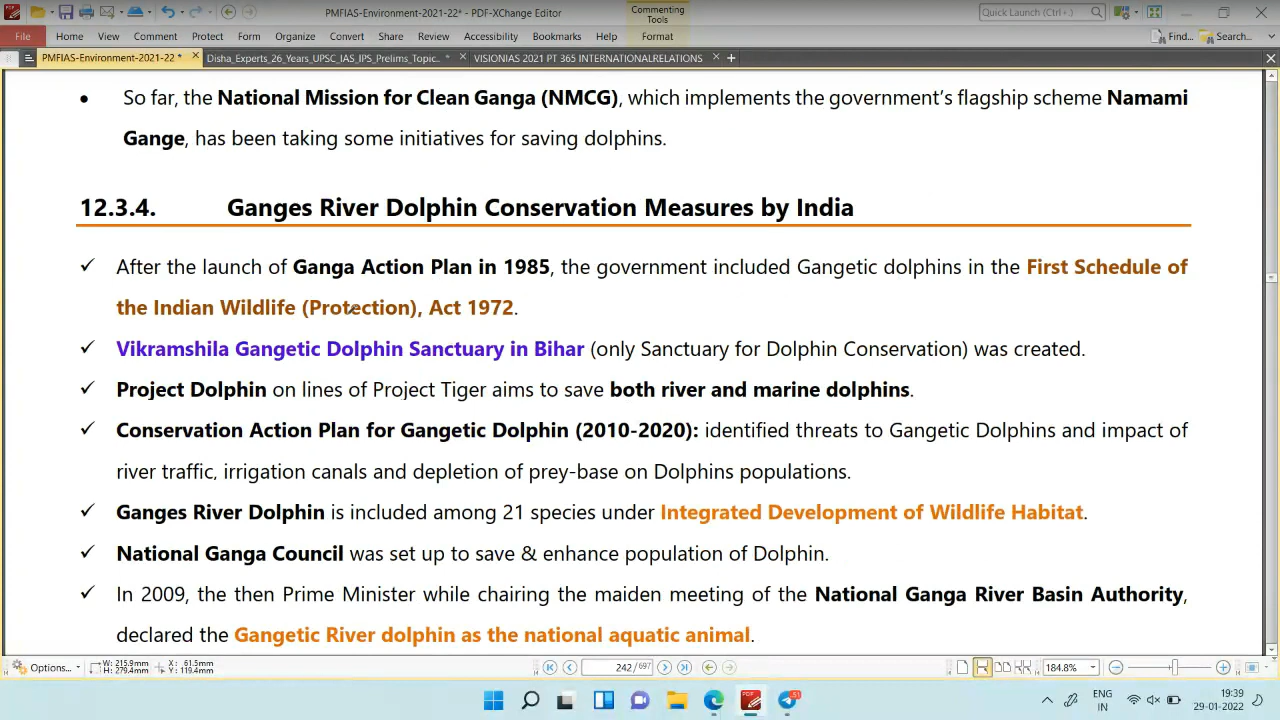 Commenting Tools
PMFIAS-Environment-2021-22* - PDF-XChange Editor
Quick Launch (Ctrl+.)
File Home View Comment Protect Form Organize Convert Share Review Accessibility Bookmarks Help Format Find... Search...
PMFIAS-Environment-2021-22 * Disha_Experts_26_Years_UPSC_IAS_IPS_Prelims_Topic... * VISIONIAS 2021 PT 365 INTERNATIONALRELATIONS
• So far, the National Mission for Clean Ganga (NMCG), which implements the government's flagship scheme Namami
Gange, has been taking some initiatives for saving dolphins.
12.3.4. Ganges River Dolphin Conservation Measures by India
✓ After the launch of Ganga Action Plan in 1985, the government included Gangetic dolphins in the First Schedule of
the Indian Wildlife (Protection), Act 1972.
✓ Vikramshila Gangetic Dolphin Sanctuary in Bihar (only Sanctuary for Dolphin Conservation) was created.
✓ Project Dolphin on lines of Project Tiger aims to save both river and marine dolphins.
✓ Conservation Action Plan for Gangetic Dolphin (2010-2020): identified threats to Gangetic Dolphins and impact of
river traffic, irrigation canals and depletion of prey-base on Dolphins populations.
✓ Ganges River Dolphin is included among 21 species under Integrated Development of Wildlife Habitat.
✓ National Ganga Council was set up to save & enhance population of Dolphin.
✓ In 2009, the then Prime Minister while chairing the maiden meeting of the National Ganga River Basin Authority,
declared the Gangetic River dolphin as the national aquatic animal.
Options... W: 215.9mm X: 61.5mm
H: 279.4mm Y: 119.4mm
242 / 697
184.8%
ENG 19:39
IN 29-01-2022